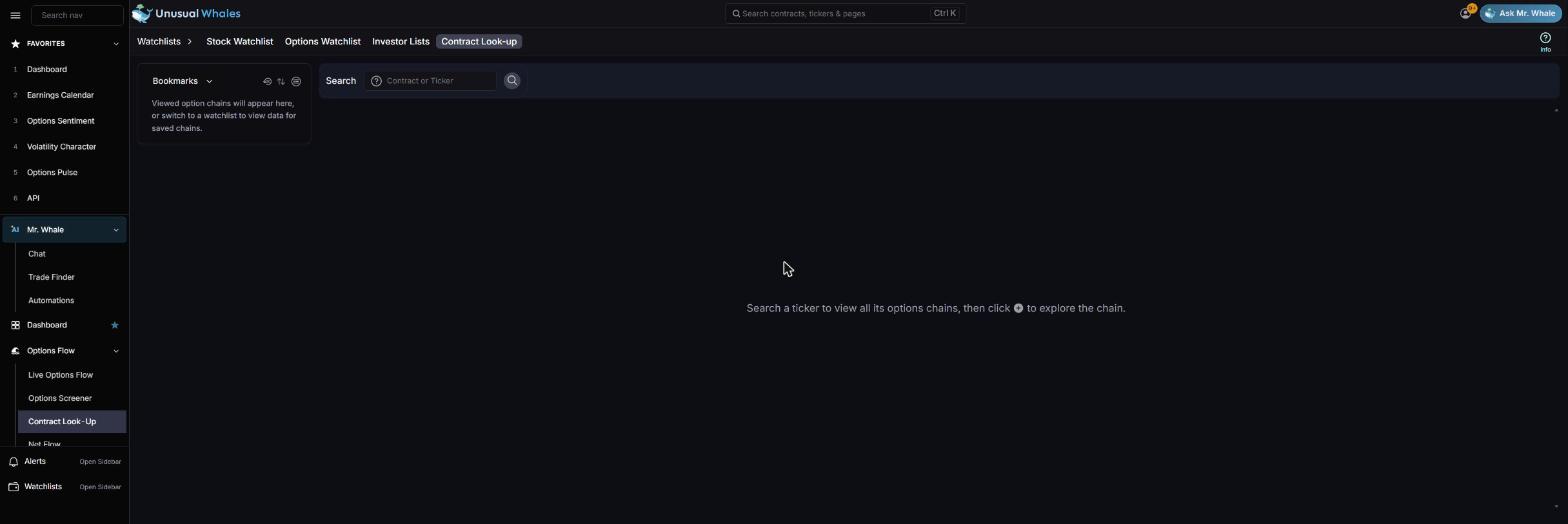 Search nav
Unusual Whales
Search contracts, tickers & pages
Ctrl K
9+
Ask Mr. Whale
FAVORITES
1 Dashboard
2 Earnings Calendar
3 Options Sentiment
4 Volatility Character
5 Options Pulse
6 API
AI Mr. Whale
Chat
Trade Finder
Automations
Dashboard
Options Flow
Live Options Flow
Options Screener
Contract Look-Up
Net Flow
Alerts Open Sidebar
Watchlists Open Sidebar
Watchlists > Stock Watchlist Options Watchlist Investor Lists Contract Look-up
Info
Bookmarks
Viewed option chains will appear here,
or switch to a watchlist to view data for
saved chains.
Search Contract or Ticker
Search a ticker to view all its options chains, then click to explore the chain.